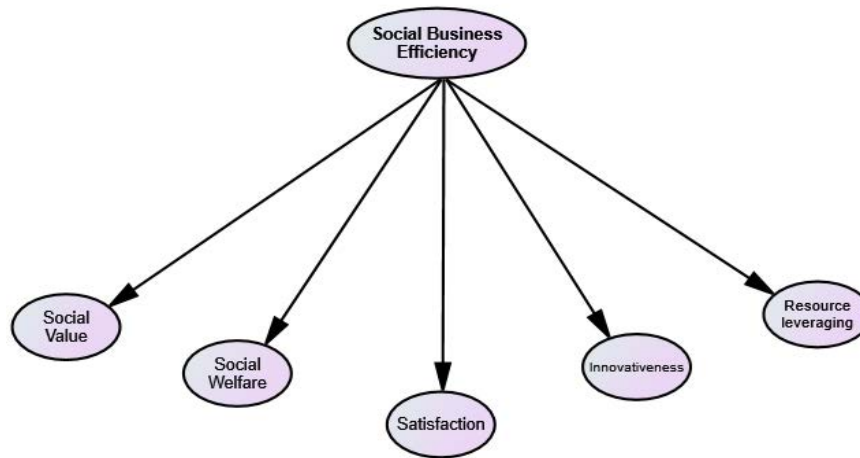 Social Business
Efficiency
Social
Value
Social
Welfare
Satisfaction
Innovativeness
Resource
leveraging